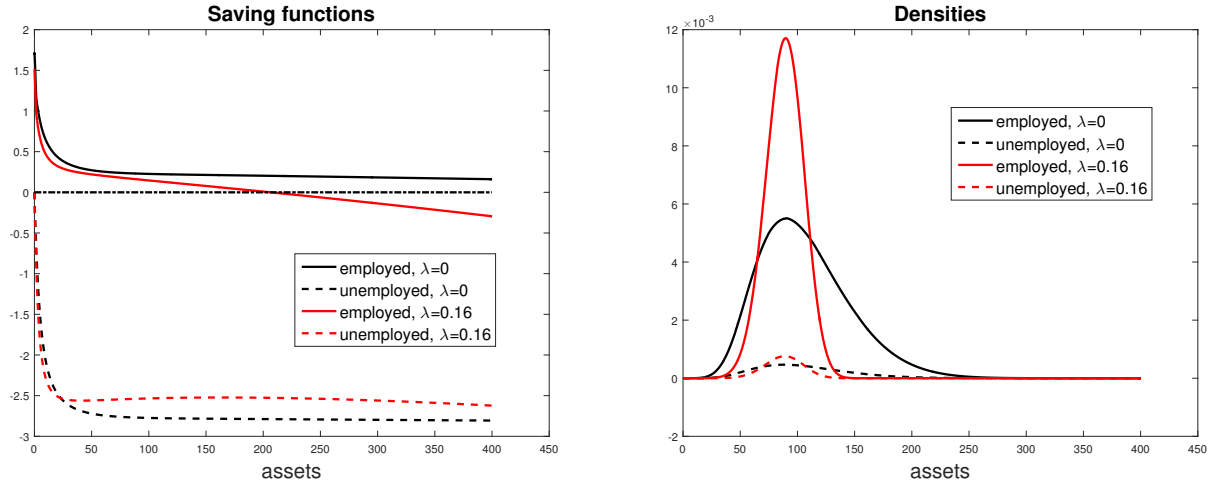 Saving functions
2
1.5
1
0.5
0
-0.5
-1
-1.5
-2
-2.5
-3
0 50 100 150 200 250 300 350 400 450
assets
employed, λ=0
unemployed, λ=0
employed, λ=0.16
unemployed, λ=0.16
Densities
×10⁻³
12
10
8
6
4
2
0
-2
0 50 100 150 200 250 300 350 400 450
assets
employed, λ=0
unemployed, λ=0
employed, λ=0.16
unemployed, λ=0.16